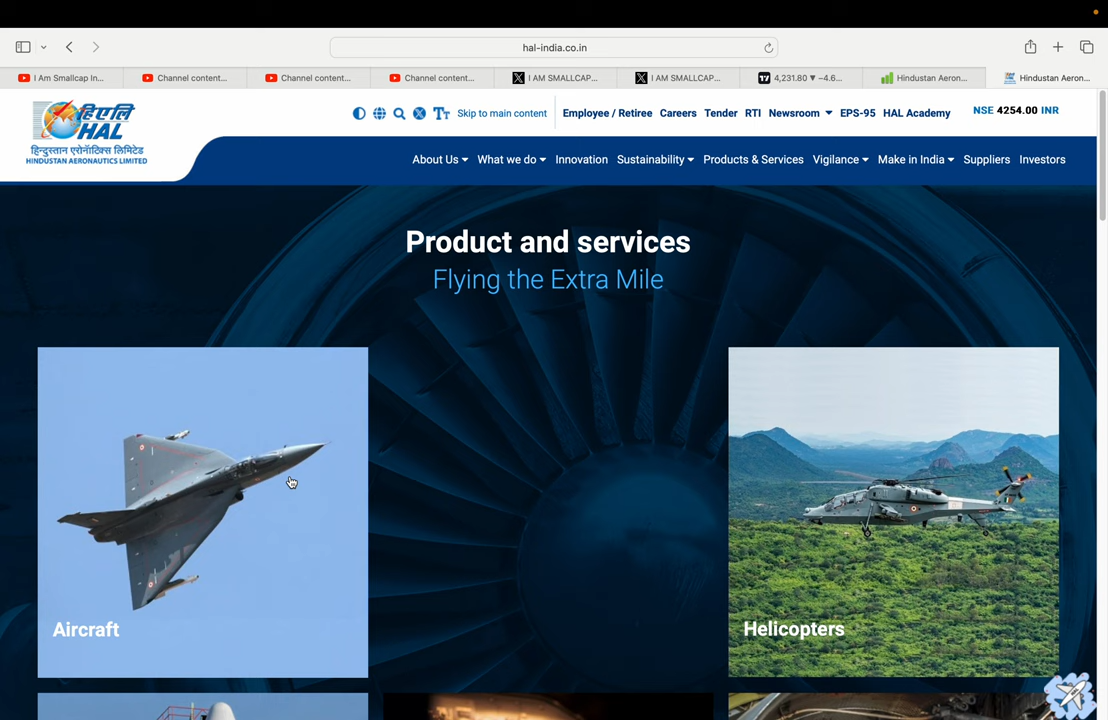 hal-india.co.in
I Am Smallcap In...
Channel content...
Channel content...
Channel content...
I AM SMALLCAP...
I AM SMALLCAP...
4,231.80 ▼ −4.6...
Hindustan Aeron...
Hindustan Aeron...
हिएलि
HAL
हिन्दुस्तान एरोनॉटिक्स लिमिटेड
HINDUSTAN AERONAUTICS LIMITED
Skip to main content
Employee / Retiree Careers Tender RTI Newsroom EPS-95 HAL Academy
NSE 4254.00 INR
About Us What we do Innovation Sustainability Products & Services Vigilance Make in India Suppliers Investors
Product and services
Flying the Extra Mile
Aircraft
Helicopters